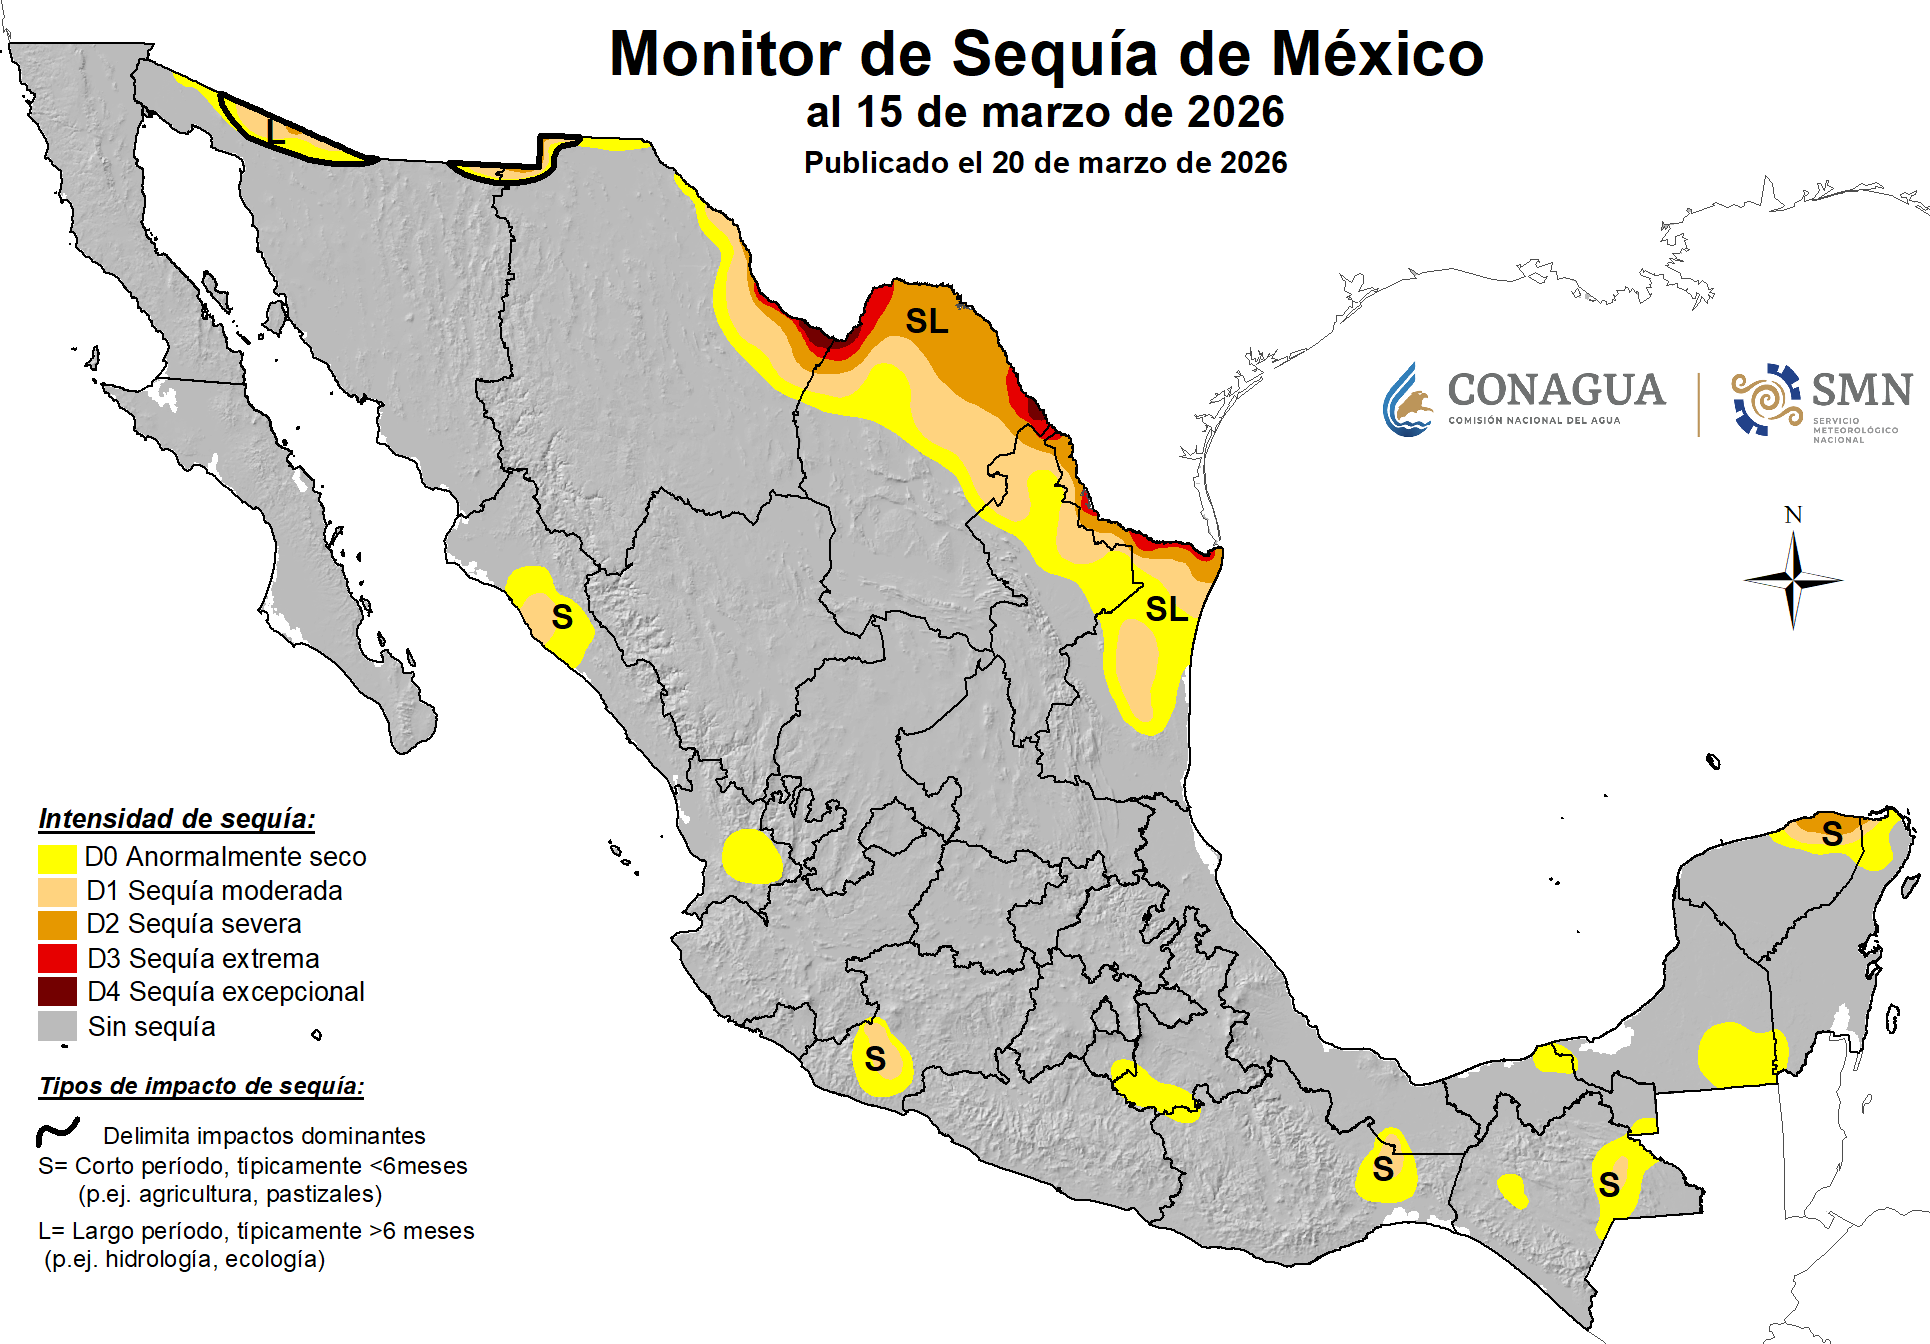 Monitor de Sequía de México
al 15 de marzo de 2026
Publicado el 20 de marzo de 2026
L
SL
CONAGUA
COMISIÓN NACIONAL DEL AGUA
SMN
SERVICIO
METEOROLÓGICO
NACIONAL
N
SL
S
S
Intensidad de sequía:
D0 Anormalmente seco
D1 Sequía moderada
D2 Sequía severa
D3 Sequía extrema
D4 Sequía excepcional
Sin sequía
S
S
S
Tipos de impacto de sequía:
Delimita impactos dominantes
S= Corto período, típicamente <6meses
(p.ej. agricultura, pastizales)
L= Largo período, típicamente >6 meses
(p.ej. hidrología, ecología)